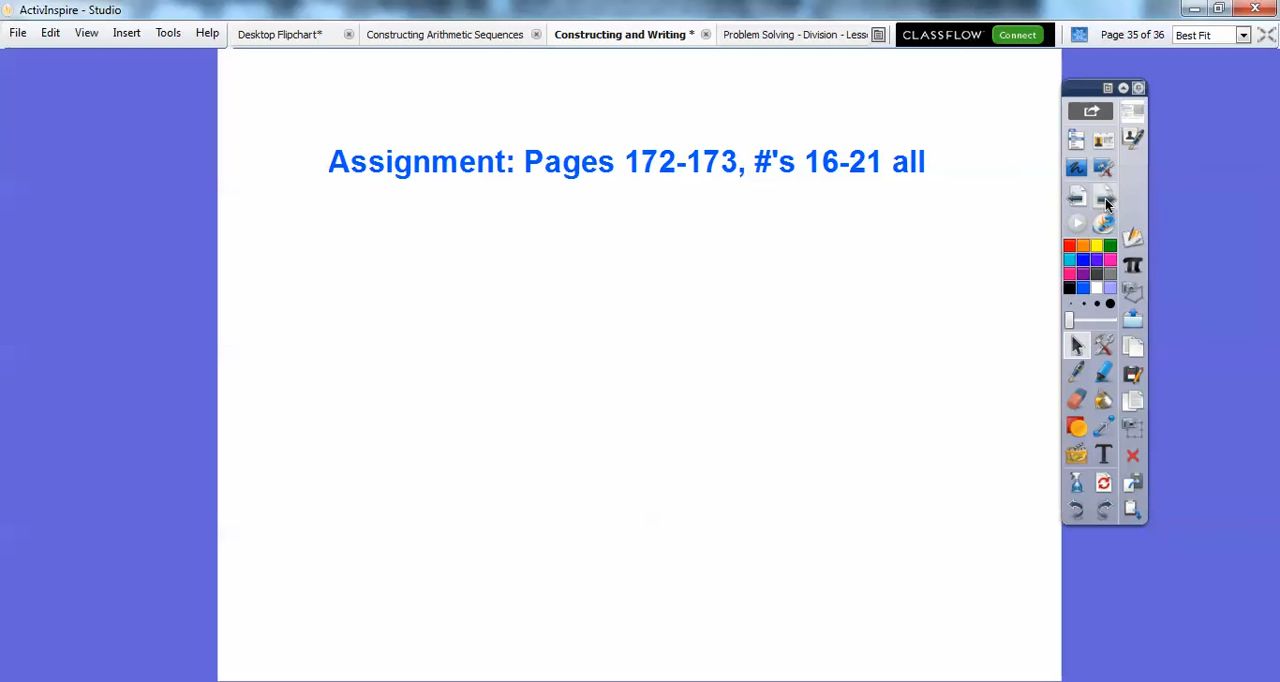 ActivInspire - Studio
File Edit View Insert Tools Help Desktop Flipchart* Constructing Arithmetic Sequences Constructing and Writing * Problem Solving - Division - Less CLASSFLOW Connect Page 35 of 36 Best Fit
Assignment: Pages 172-173, #'s 16-21 all